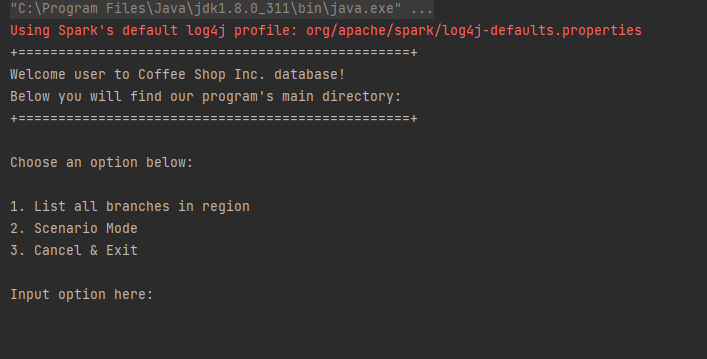 "C:\Program Files\Java\jdk1.8.0_311\bin\java.exe" ...
Using Spark's default log4j profile: org/apache/spark/log4j-defaults.properties
+=================================================+
Welcome user to Coffee Shop Inc. database!
Below you will find our program's main directory:
+=================================================+
Choose an option below:
1. List all branches in region
2. Scenario Mode
3. Cancel & Exit
Input option here: